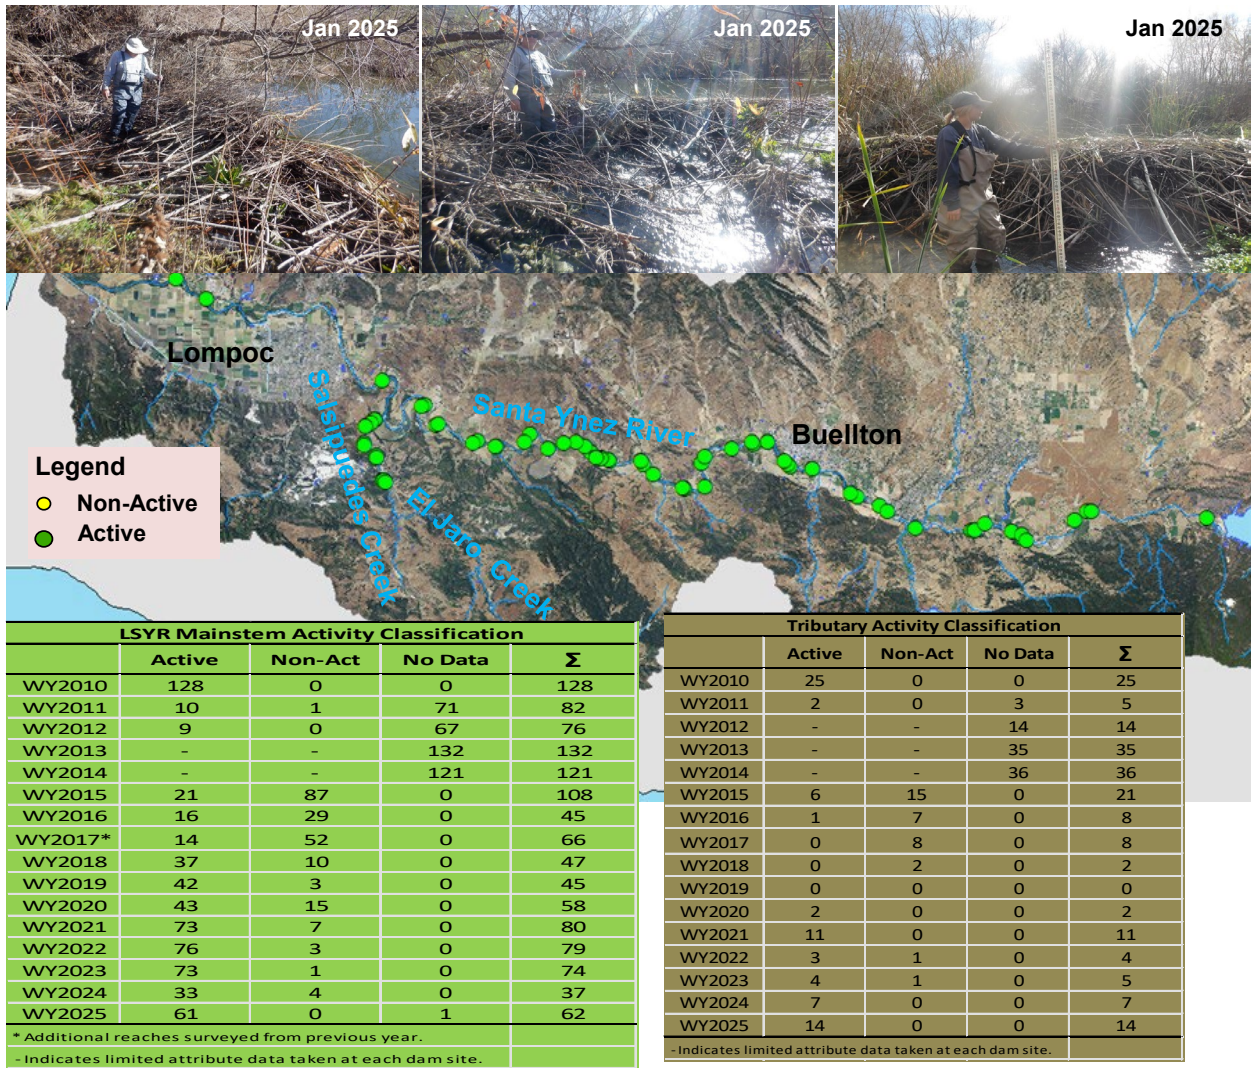 Jan 2025
Jan 2025
Jan 2025
Lompoc
Salsipuedes Creek
El Jaro Creek
Santa Ynez River
Buellton
Legend
Non-Active
Active
LSYR Mainstem Activity Classification
Active Non-Act No Data Σ
WY2010 128 0 0 128
WY2011 10 1 71 82
WY2012 9 0 67 76
WY2013 - - 132 132
WY2014 - - 121 121
WY2015 21 87 0 108
WY2016 16 29 0 45
WY2017* 14 52 0 66
WY2018 37 10 0 47
WY2019 42 3 0 45
WY2020 43 15 0 58
WY2021 73 7 0 80
WY2022 76 3 0 79
WY2023 73 1 0 74
WY2024 33 4 0 37
WY2025 61 0 1 62
* Additional reaches surveyed from previous year.
- Indicates limited attribute data taken at each dam site.
Tributary Activity Classification
Active Non-Act No Data Σ
WY2010 25 0 0 25
WY2011 2 0 3 5
WY2012 - - 14 14
WY2013 - - 35 35
WY2014 - - 36 36
WY2015 6 15 0 21
WY2016 1 7 0 8
WY2017 0 8 0 8
WY2018 0 2 0 2
WY2019 0 0 0 0
WY2020 2 0 0 2
WY2021 11 0 0 11
WY2022 3 1 0 4
WY2023 4 1 0 5
WY2024 7 0 0 7
WY2025 14 0 0 14
- Indicates limited attribute data taken at each dam site.